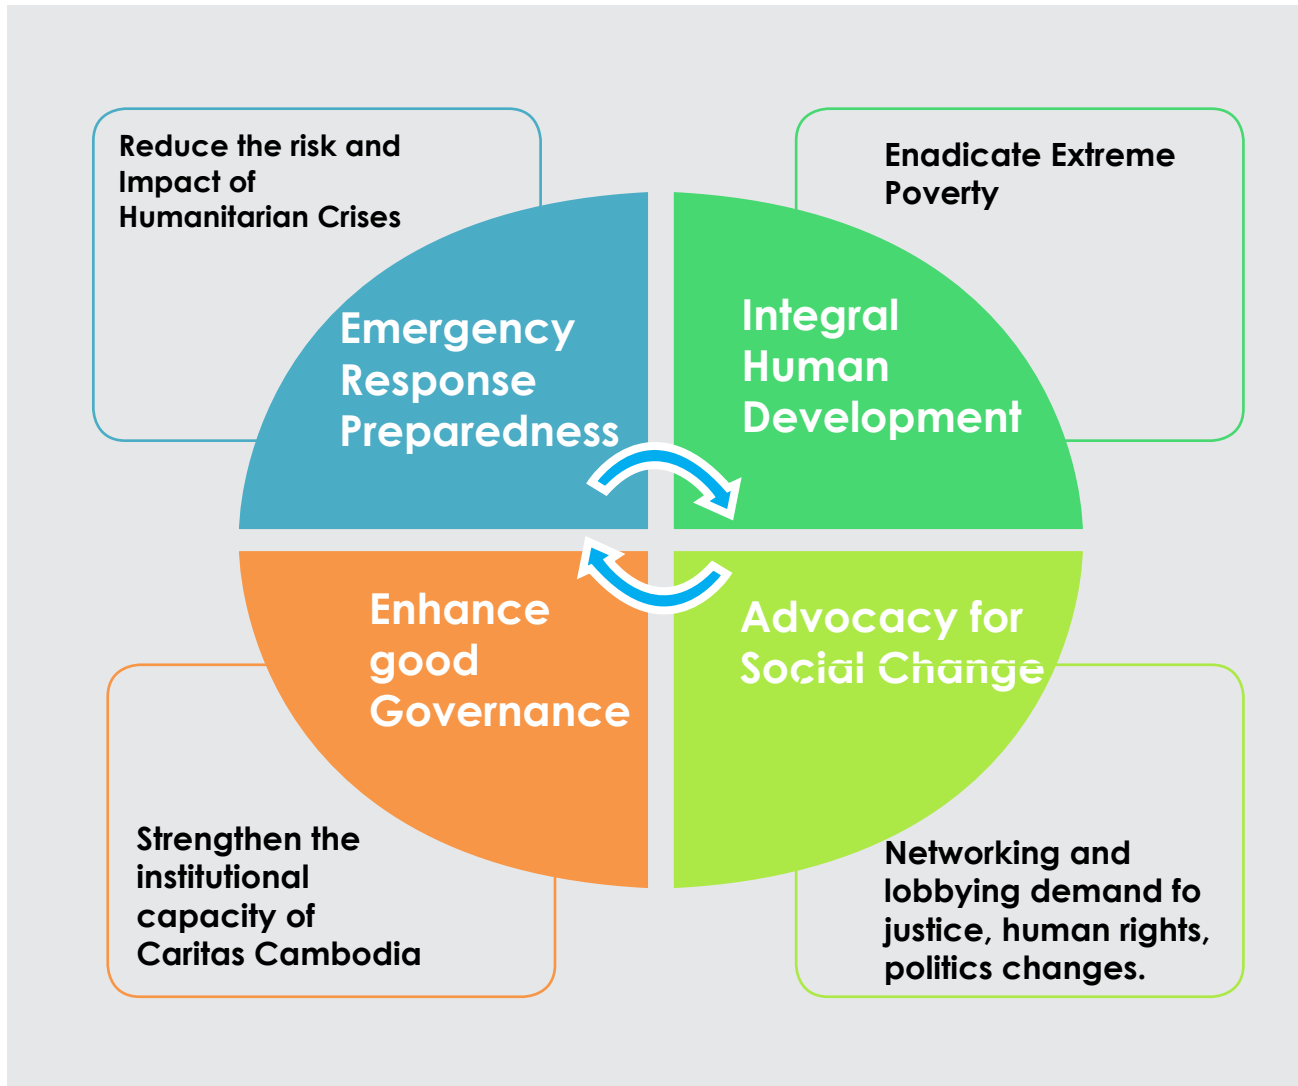 Reduce the risk and
Impact of
Humanitarian Crises
Enadicate Extreme
Poverty
Emergency
Response
Preparedness
Integral
Human
Development
Enhance
good
Governance
Advocacy for
Social Change
Strengthen the
institutional
capacity of
Caritas Cambodia
Networking and
lobbying demand fo
justice, human rights,
politics changes.